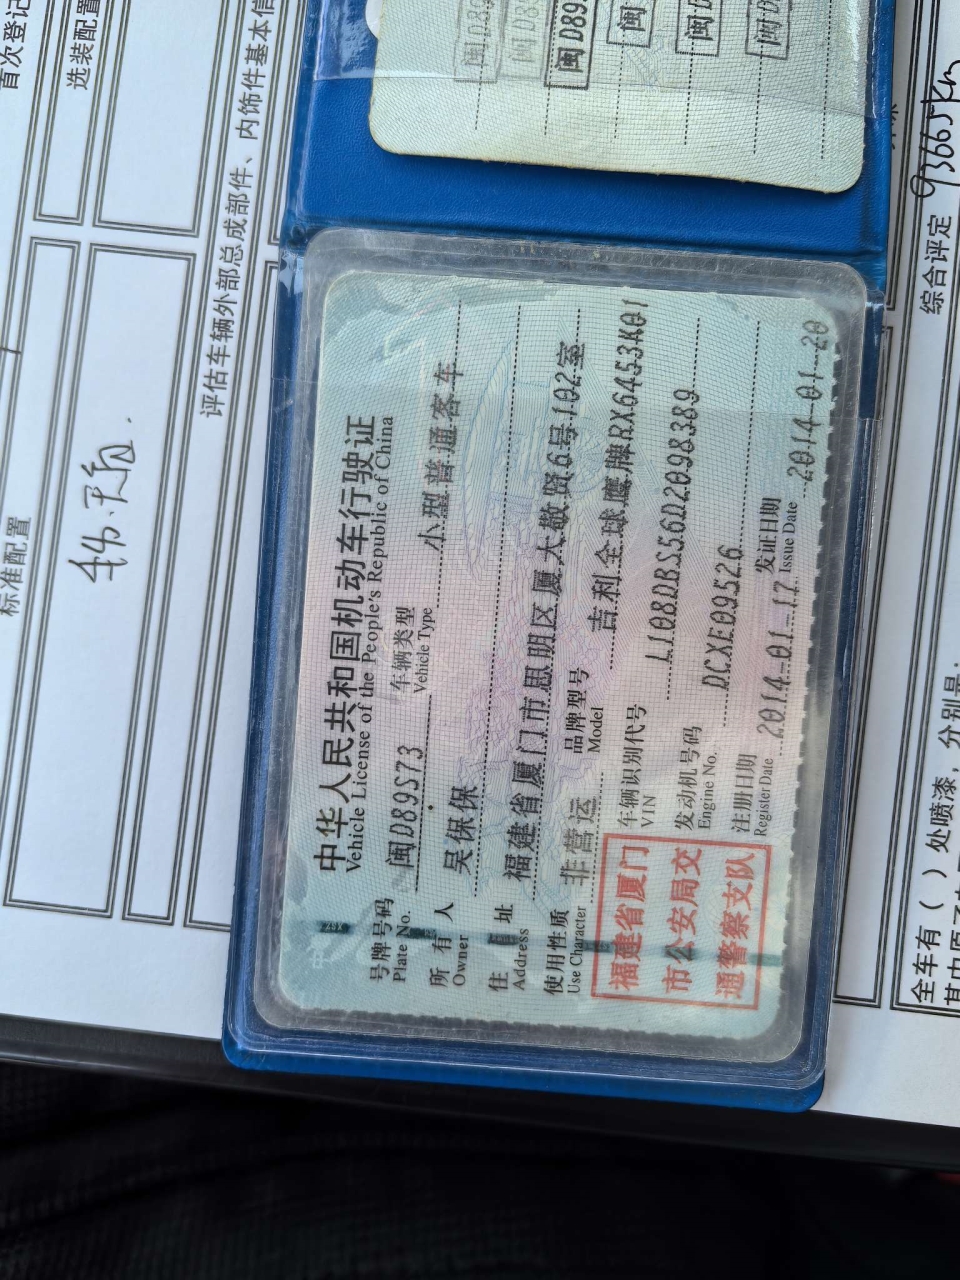 首次登记
选装配置
标准配置
评估车辆外部总成部件、内饰件基本信
中华人民共和国机动车行驶证
Vehicle License of the People's Republic of China
号牌号码 闽D89S73 车辆类型 小型普通客车
Plate No. Vehicle Type
所有人 吴保保
Owner
住址 福建省厦门市思明区厦大敬贤6号102室
Address
使用性质 非营运 品牌型号 吉利全球鹰牌RX6453K01
Use Character Model
福建省厦门
市公安局交
通警察支队
车辆识别代号 L10BDBS56D2098389
VIN
发动机号码 DCXE09526
Engine No.
注册日期 2014-01-17 发证日期 2014-01-20
Register Date Issue Date
综合评定 93665km
全车有( )处喷漆，分别是: